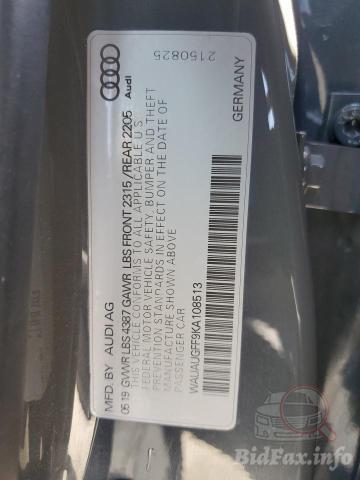 MFD. BY AUDI AG
05 19 GVWR LBS 4387 GAWR LBS FRONT 2315 / REAR 2205
THIS VEHICLE CONFORMS TO ALL APPLICABLE U S
FEDERAL MOTOR VEHICLE SAFETY, BUMPER AND THEFT
PREVENTION STANDARDS IN EFFECT ON THE DATE OF
MANUFACTURE SHOWN ABOVE
PASSENGER CAR
WAUAUGFF9KA108513
Audi
2150825
GERMANY
BidFax.info